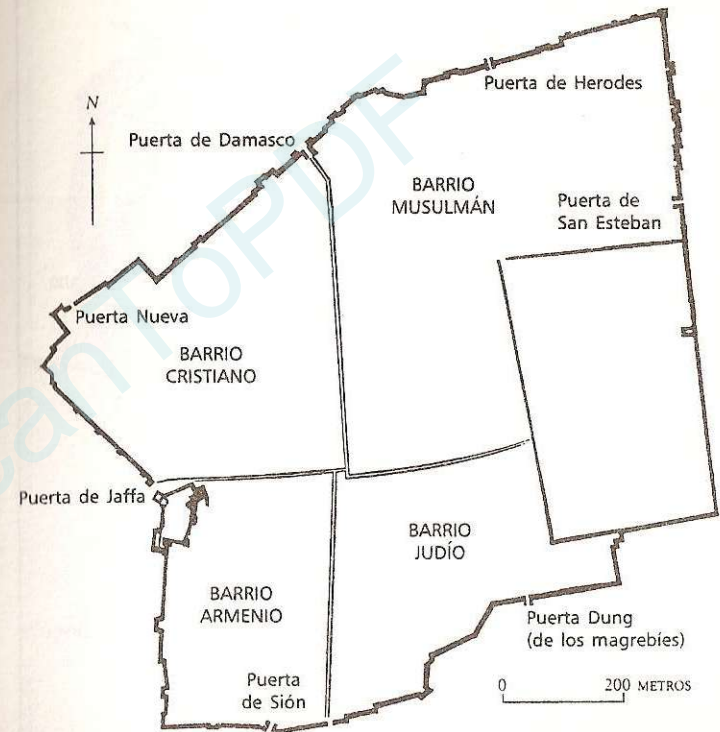 Puerta de Herodes
N
Puerta de Damasco
BARRIO
MUSULMÁN
Puerta de
San Esteban
Puerta Nueva
BARRIO
CRISTIANO
Puerta de Jaffa
BARRIO
JUDÍO
BARRIO
ARMENIO
Puerta Dung
(de los magrebíes)
Puerta
de Sión
0 200 METROS
canToPDF